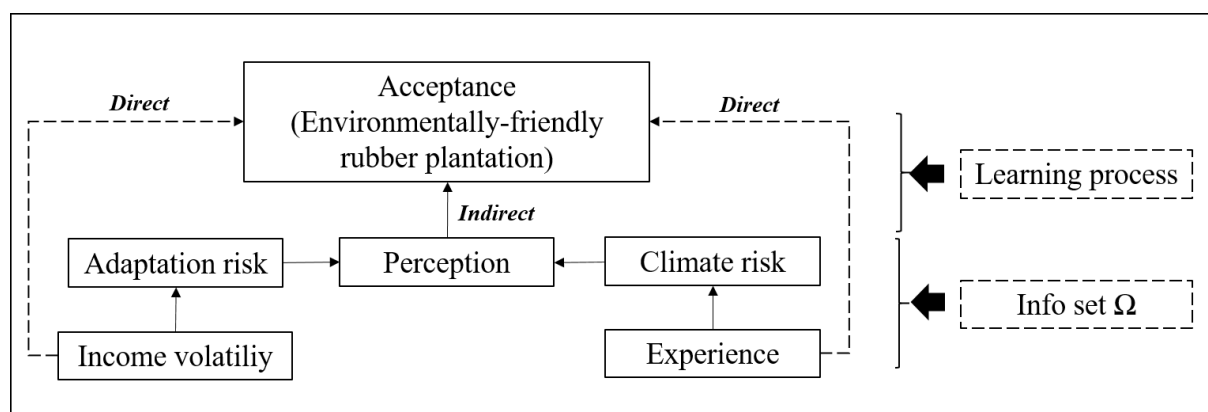 Acceptance
Direct
Direct
(Environmentally-friendly
rubber plantation)
Learning process
Indirect
Adaptation risk
Perception
Climate risk
Info set Ω
Income volatiliy
Experience